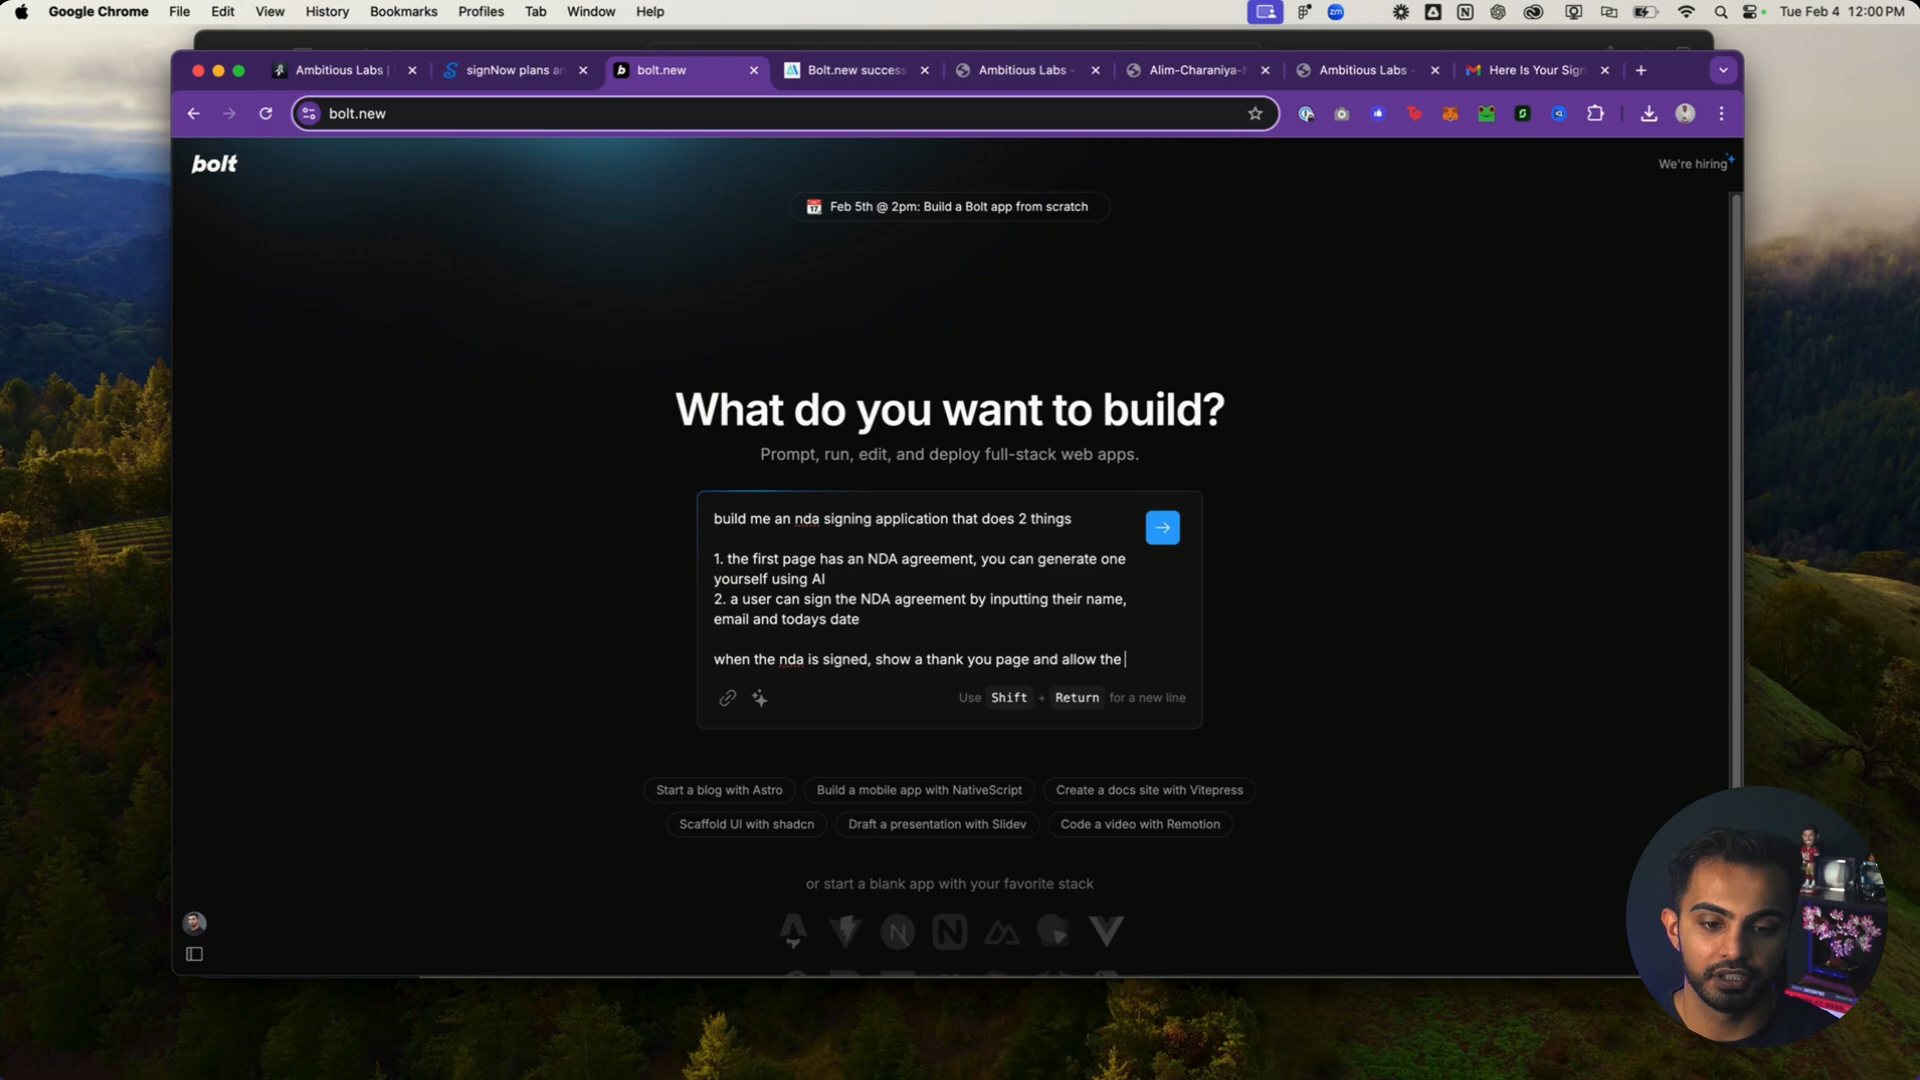 Google Chrome File Edit View History Bookmarks Profiles Tab Window Help
Tue Feb 4 12:00 PM
Ambitious Labs |
signNow plans an
bolt.new
Bolt.new success
Ambitious Labs -
Alim-Charaniya-
Ambitious Labs -
Here Is Your Sign
bolt.new
bolt
We're hiring
Feb 5th @ 2pm: Build a Bolt app from scratch
What do you want to build?
Prompt, run, edit, and deploy full-stack web apps.
build me an nda signing application that does 2 things
1. the first page has an NDA agreement, you can generate one
yourself using AI
2. a user can sign the NDA agreement by inputting their name,
email and todays date
when the nda is signed, show a thank you page and allow the
Use Shift + Return for a new line
Start a blog with Astro
Build a mobile app with NativeScript
Create a docs site with Vitepress
Scaffold UI with shadcn
Draft a presentation with Slidev
Code a video with Remotion
or start a blank app with your favorite stack